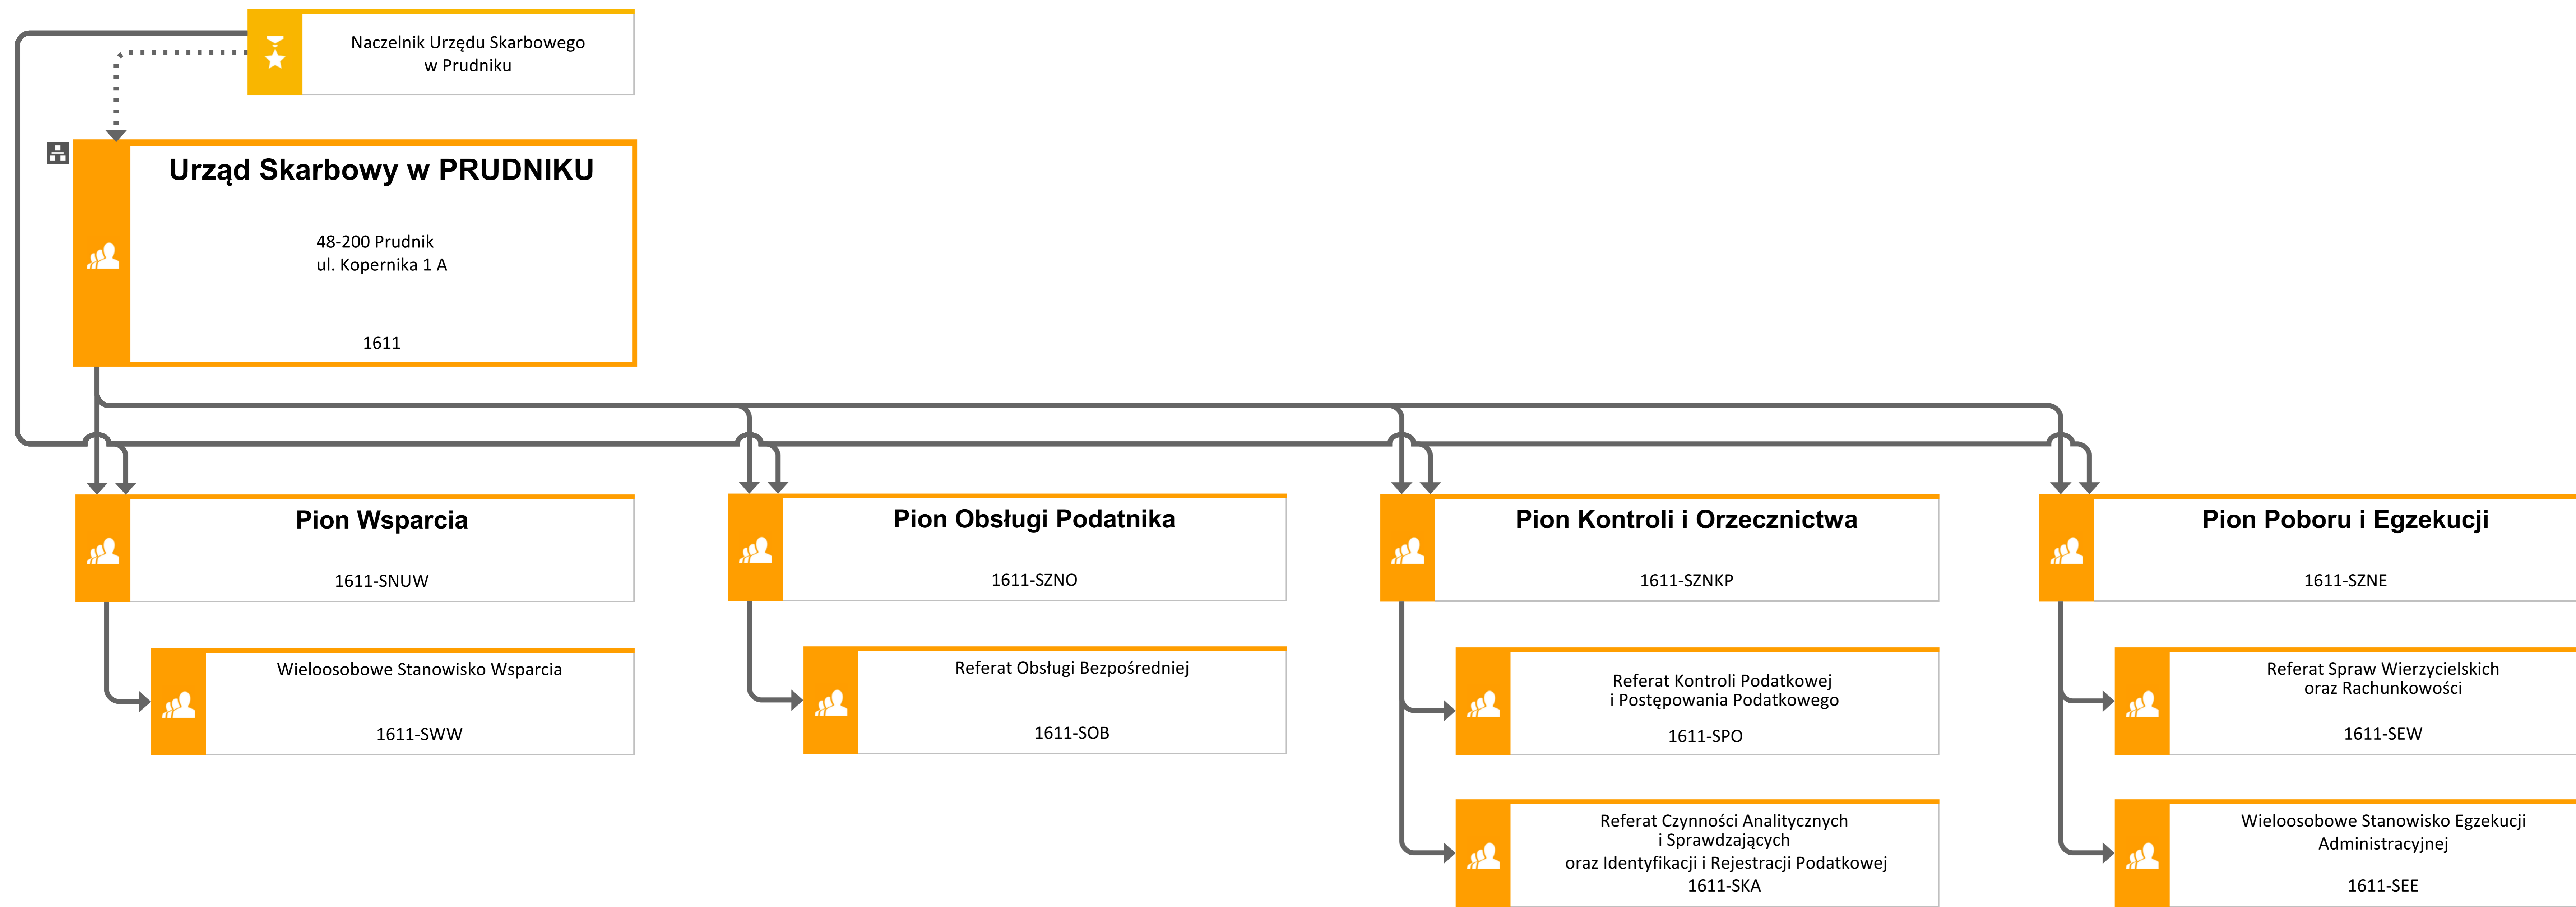 Naczelnik Urzędu Skarbowego
w Prudniku
Urząd Skarbowy w PRUDNIKU
48-200 Prudnik
ul. Kopernika 1 A
1611
Pion Wsparcia
1611-SNUW
Wieloosobowe Stanowisko Wsparcia
1611-SWW
Pion Obsługi Podatnika
1611-SZNO
Referat Obsługi Bezpośredniej
1611-SOB
Pion Kontroli i Orzecznictwa
1611-SZNKP
Referat Kontroli Podatkowej
i Postępowania Podatkowego
1611-SPO
Referat Czynności Analitycznych
i Sprawdzających
oraz Identyfikacji i Rejestracji Podatkowej
1611-SKA
Pion Poboru i Egzekucji
1611-SZNE
Referat Spraw Wierzycielskich
oraz Rachunkowości
1611-SEW
Wieloosobowe Stanowisko Egzekucji
Administracyjnej
1611-SEE